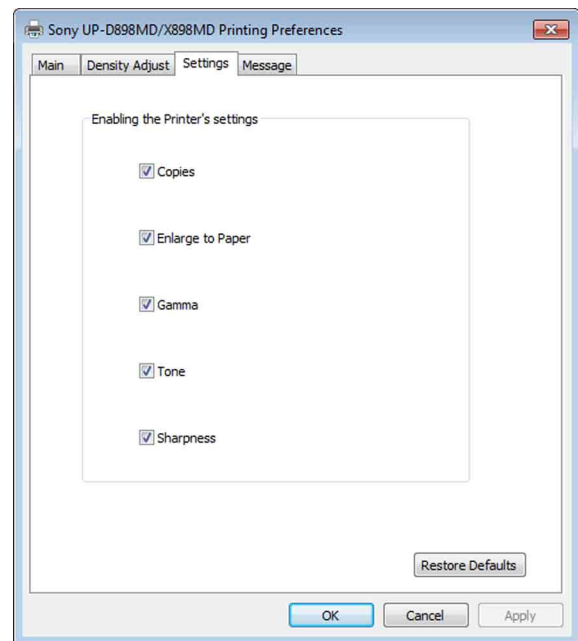 Sony UP-D898MD/X898MD Printing Preferences
Main Density Adjust Settings Message
Enabling the Printer's settings
Copies
Enlarge to Paper
Gamma
Tone
Sharpness
Restore Defaults
OK Cancel Apply